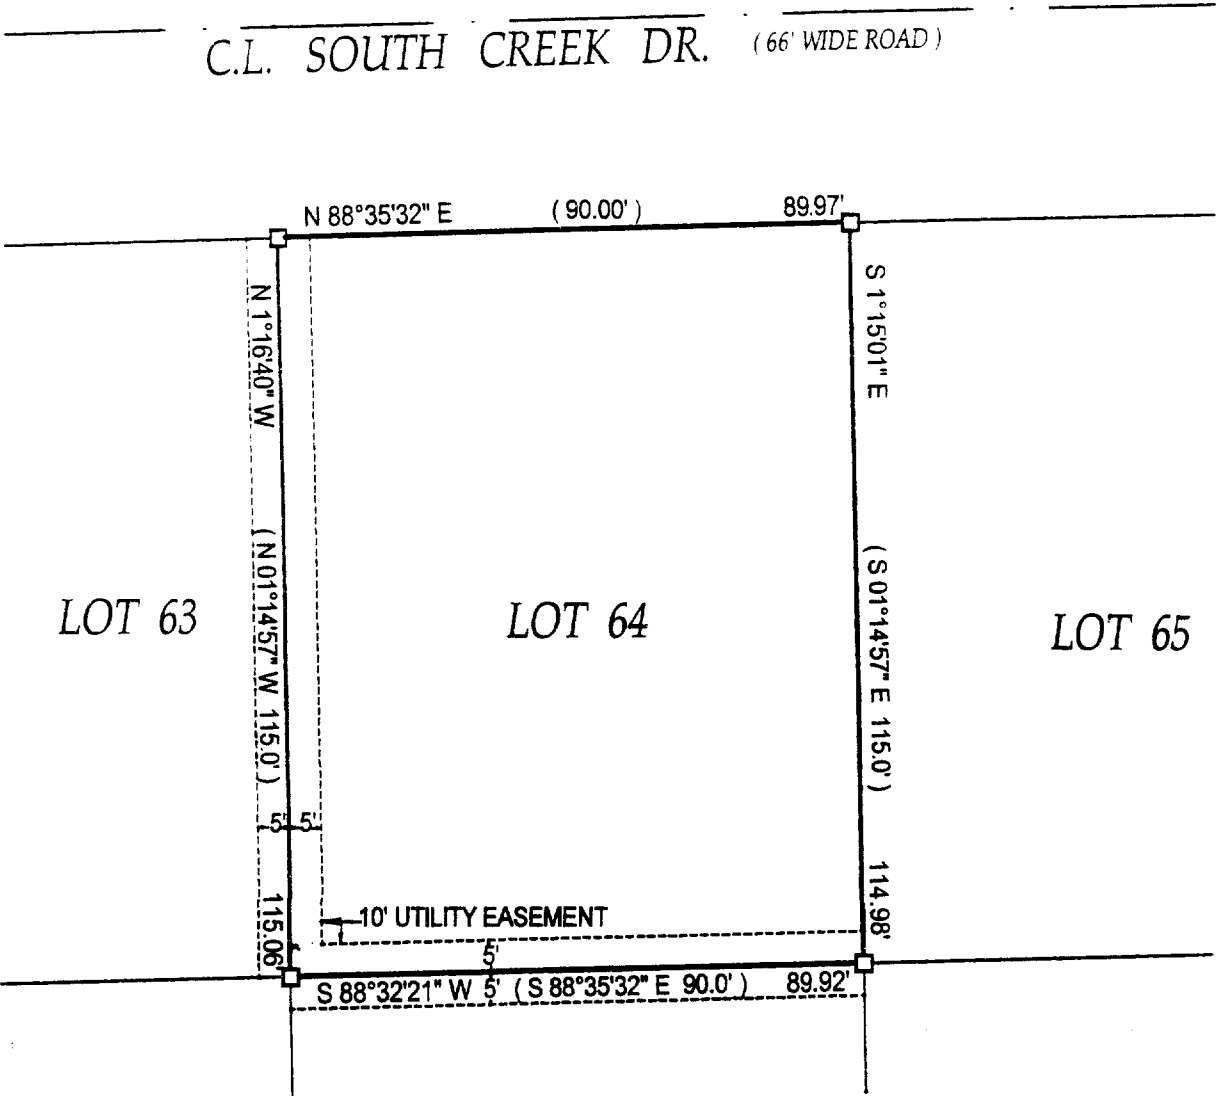 C.L. SOUTH CREEK DR. ( 66' WIDE ROAD )
N 88°35'32" E ( 90.00' ) 89.97'
N 1°16'40" W
( N 01°14'57" W 115.0' )
115.06'
S 1°15'01" E
( S 01°14'57" E 115.0' )
114.98'
LOT 63
LOT 64
LOT 65
5' 5'
10' UTILITY EASEMENT
5'
S 88°32'21" W 5' ( S 88°35'32" E 90.0' ) 89.92'